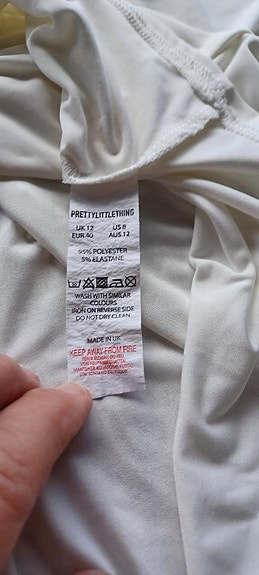 PRETTYLITTLETHING
UK 12 US 8
EUR 40 AUS 12
95% POLYESTER
5% ELASTANE
WASH WITH SIMILAR
COLOURS
IRON ON REVERSE SIDE
DO NOT DRY CLEAN
MADE IN UK
KEEP AWAY FROM FIRE